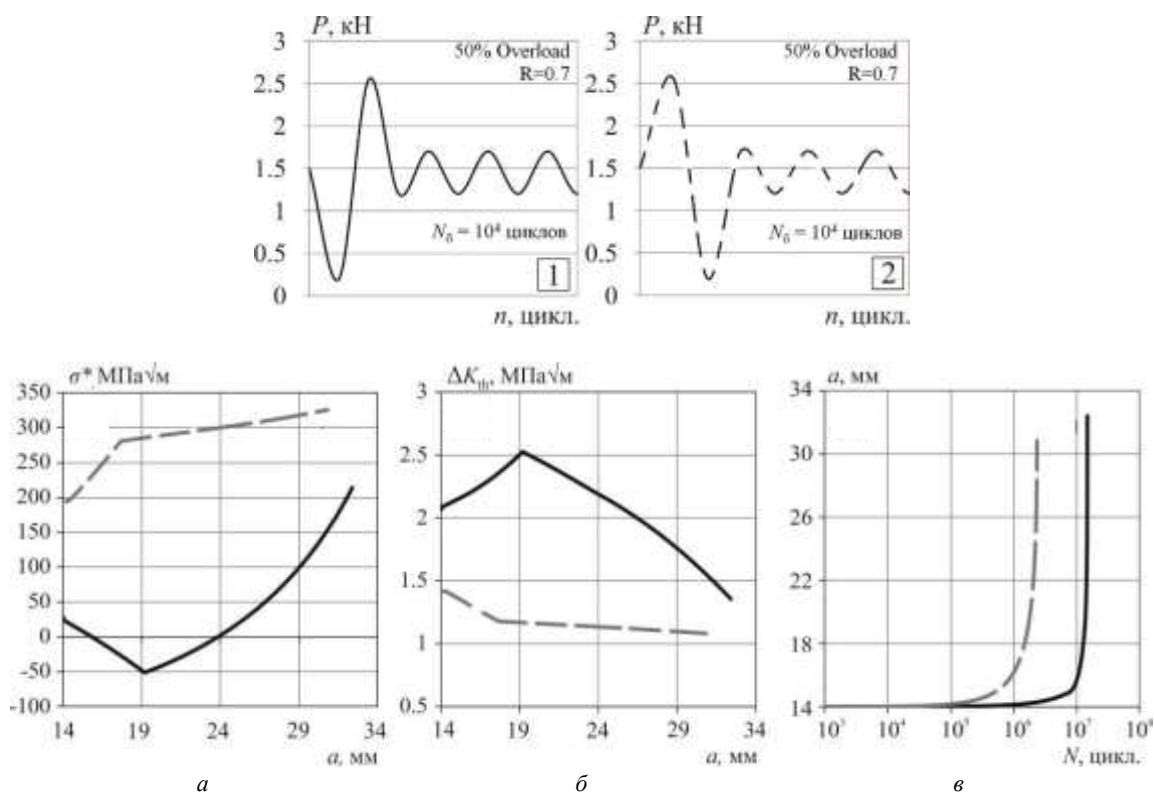 P, кН
3
2.5
2
1.5
1
0.5
0
50% Overload
R=0.7
Nб = 10⁴ циклов
1
n, цикл.
P, кН
3
2.5
2
1.5
1
0.5
0
50% Overload
R=0.7
Nб = 10⁴ циклов
2
n, цикл.
σ* МПа√м
350
300
250
200
150
100
50
0
-50
-100
14 19 24 29 34
a, мм
а
ΔKth, МПа√м
3
2.5
2
1.5
1
0.5
14 19 24 29 34
a, мм
б
a, мм
34
30
26
22
18
14
10³ 10⁴ 10⁵ 10⁶ 10⁷ 10⁸
N, цикл.
в